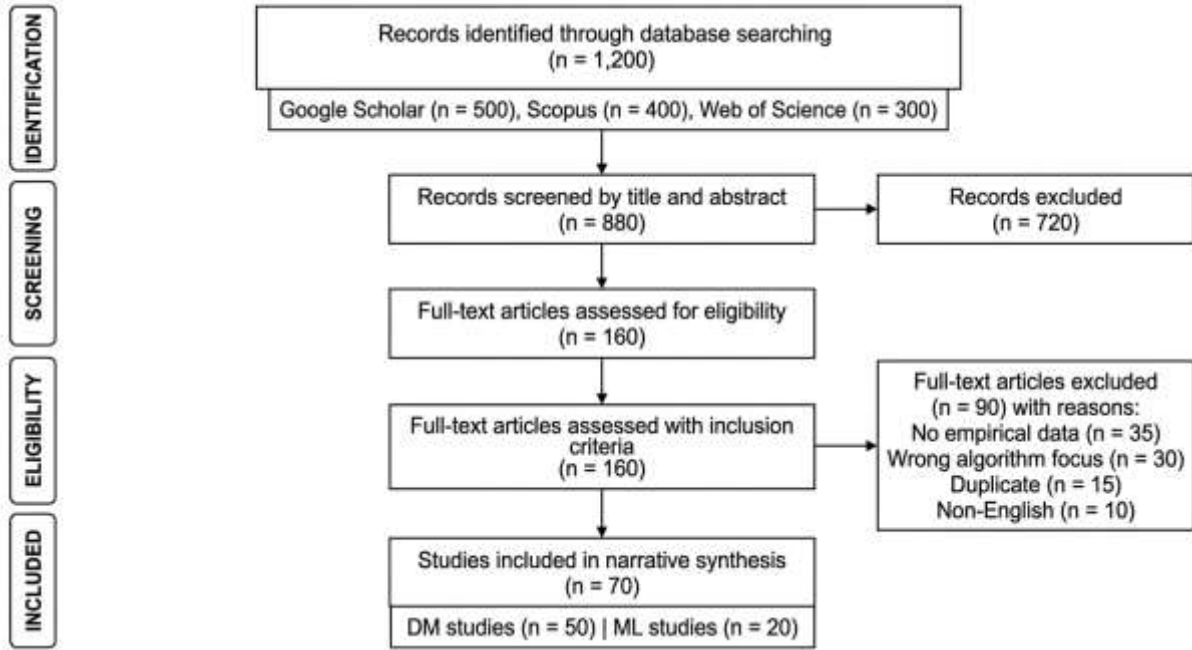 IDENTIFICATION
Records identified through database searching
(n = 1,200)
Google Scholar (n = 500), Scopus (n = 400), Web of Science (n = 300)
SCREENING
Records screened by title and abstract
(n = 880)
Records excluded
(n = 720)
Full-text articles assessed for eligibility
(n = 160)
ELIGIBILITY
Full-text articles assessed with inclusion
criteria
(n = 160)
Full-text articles excluded
(n = 90) with reasons:
No empirical data (n = 35)
Wrong algorithm focus (n = 30)
Duplicate (n = 15)
Non-English (n = 10)
INCLUDED
Studies included in narrative synthesis
(n = 70)
DM studies (n = 50) | ML studies (n = 20)